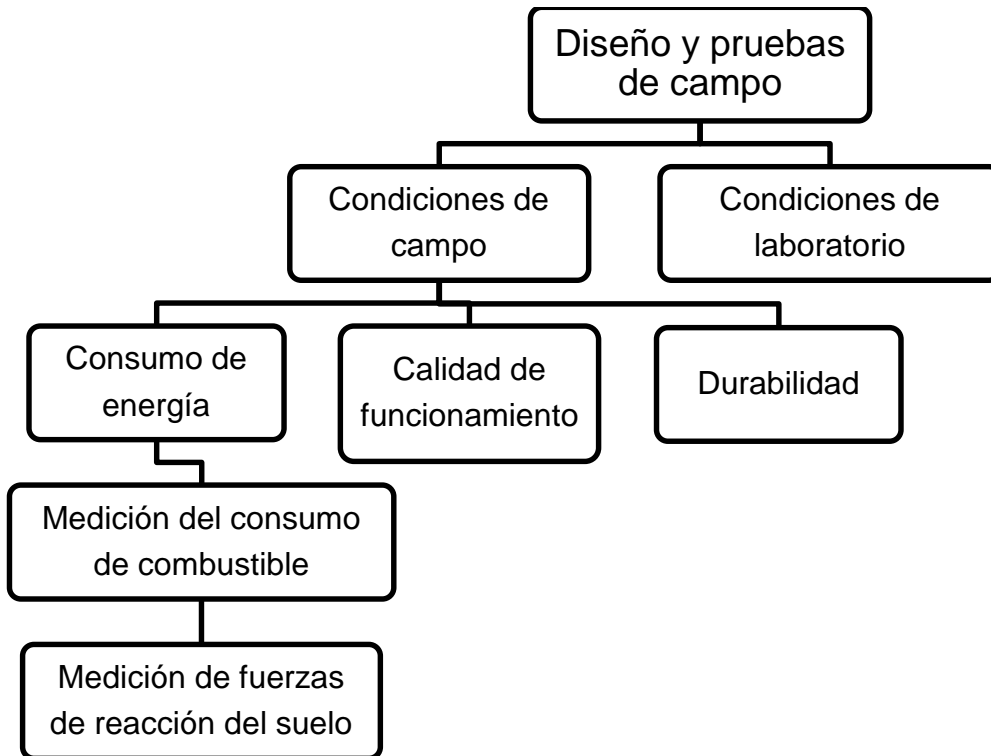 Diseño y pruebas
de campo
Condiciones de
campo
Condiciones de
laboratorio
Consumo de
energía
Calidad de
funcionamiento
Durabilidad
Medición del consumo
de combustible
Medición de fuerzas
de reacción del suelo